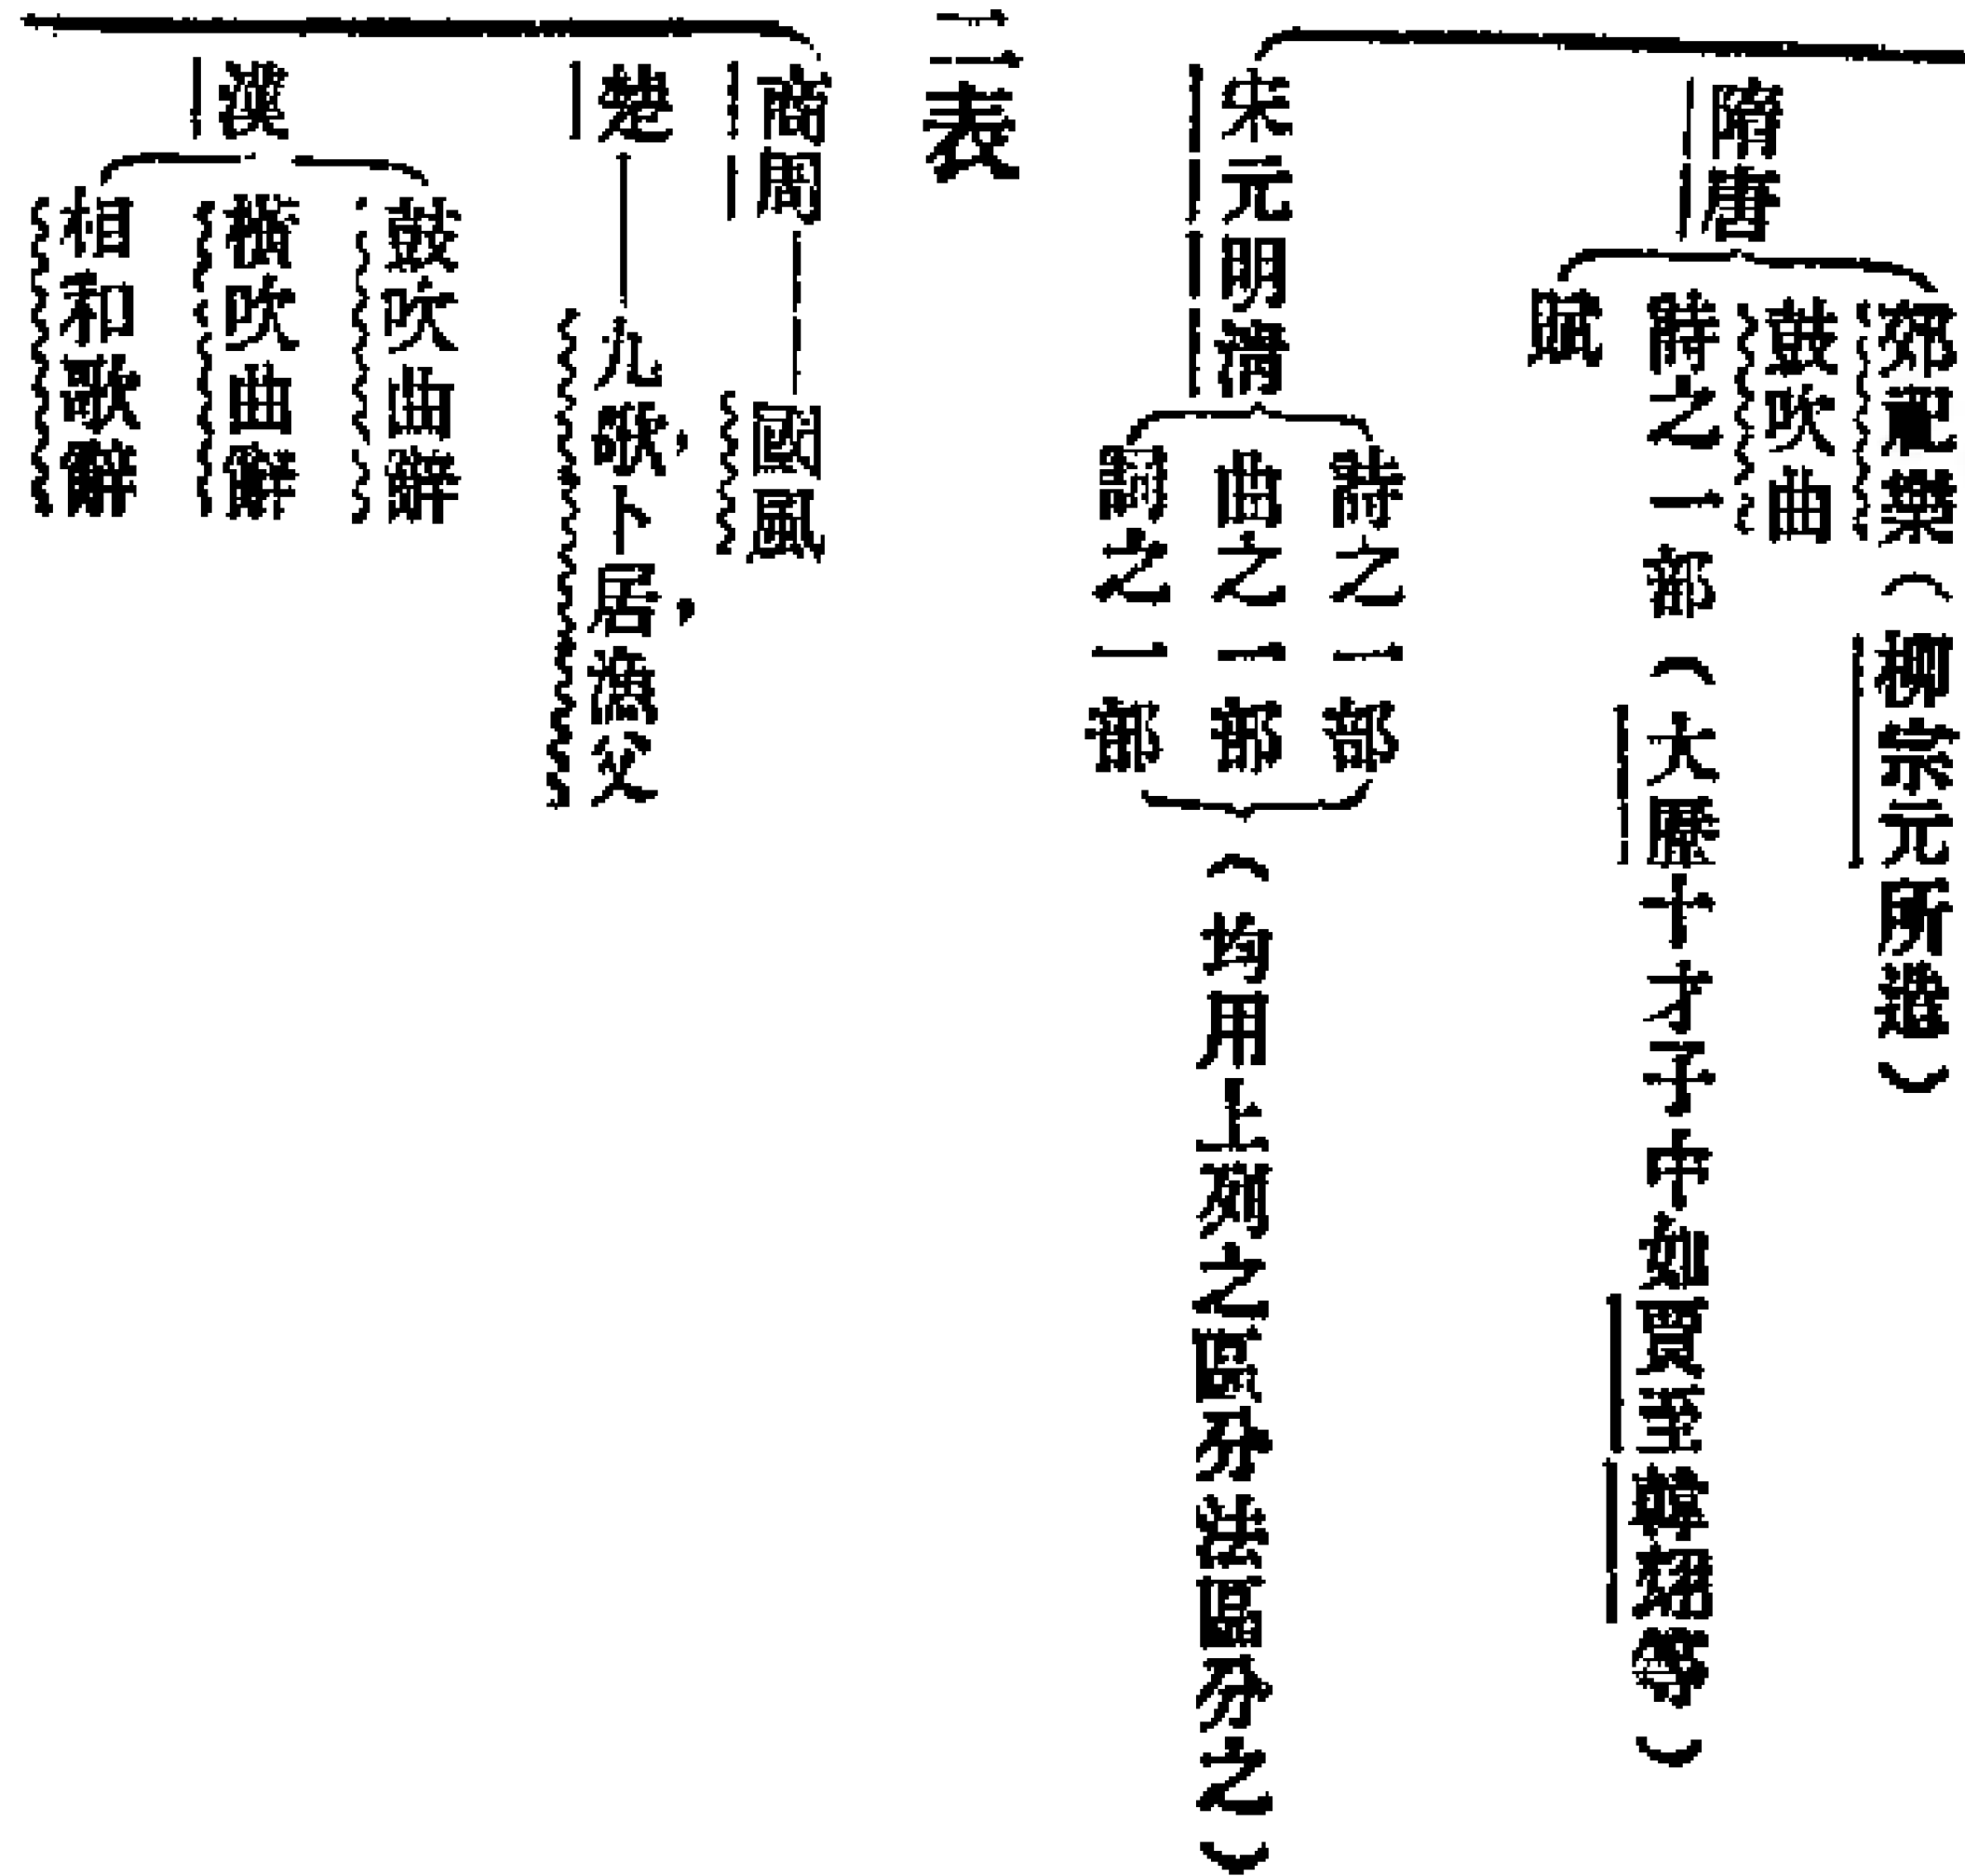 隋唐
郊祀樂（柳宗元所造）
鼓吹曲
詩之一部（大曆十才子中如賈至韓翃等）
賦
宋元明清
詩之一部
曲之一部
詞之一部
（均用上列之區分法區分之）
二表
商周——國風
楚——九歌，卜居，漁父
漢
鼓吹曲辭
橫吹曲辭
相和歌辭